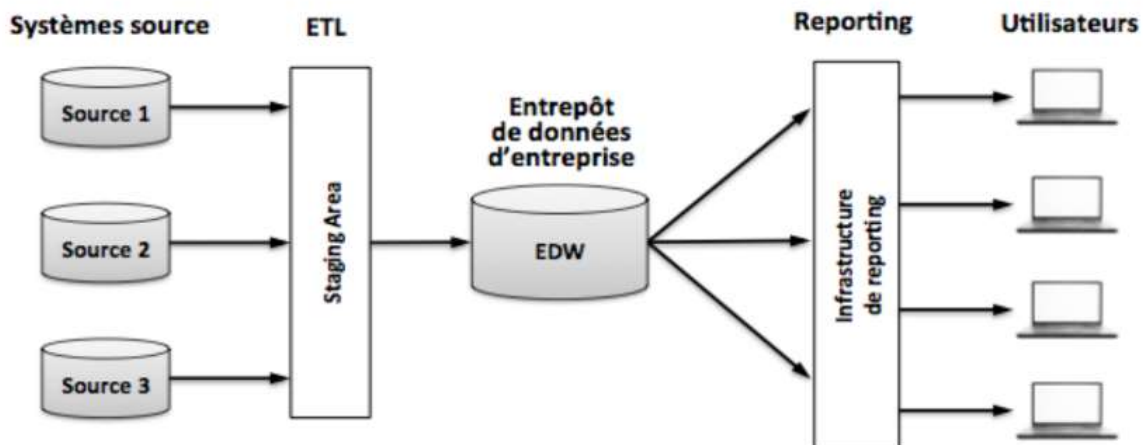 Systèmes source
ETL
Reporting
Utilisateurs
Source 1
Source 2
Source 3
Staging Area
Entrepôt
de données
d'entreprise
EDW
Infrastructure
de reporting